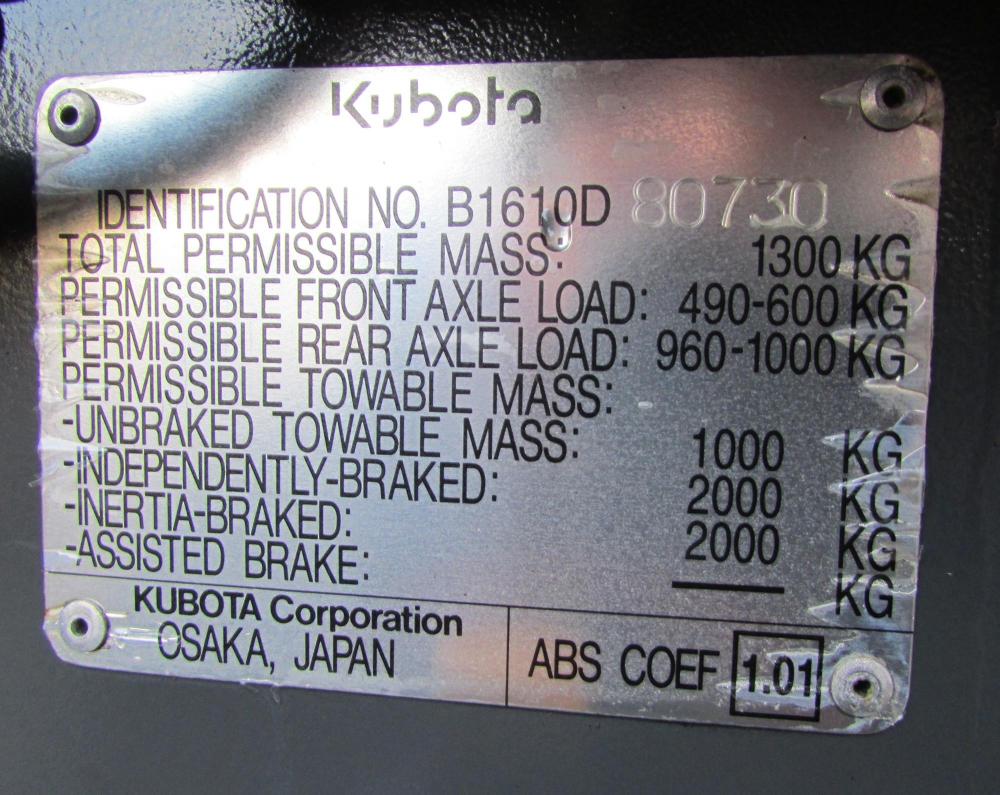 Kubota
IDENTIFICATION NO. B1610D 80730
TOTAL PERMISSIBLE MASS: 1300 KG
PERMISSIBLE FRONT AXLE LOAD: 490-600 KG
PERMISSIBLE REAR AXLE LOAD: 960-1000 KG
PERMISSIBLE TOWABLE MASS:
-UNBRAKED TOWABLE MASS: 1000 KG
-INDEPENDENTLY-BRAKED: 2000 KG
-INERTIA-BRAKED: 2000 KG
-ASSISTED BRAKE: —— KG
KUBOTA Corporation
OSAKA, JAPAN
ABS COEF 1.01